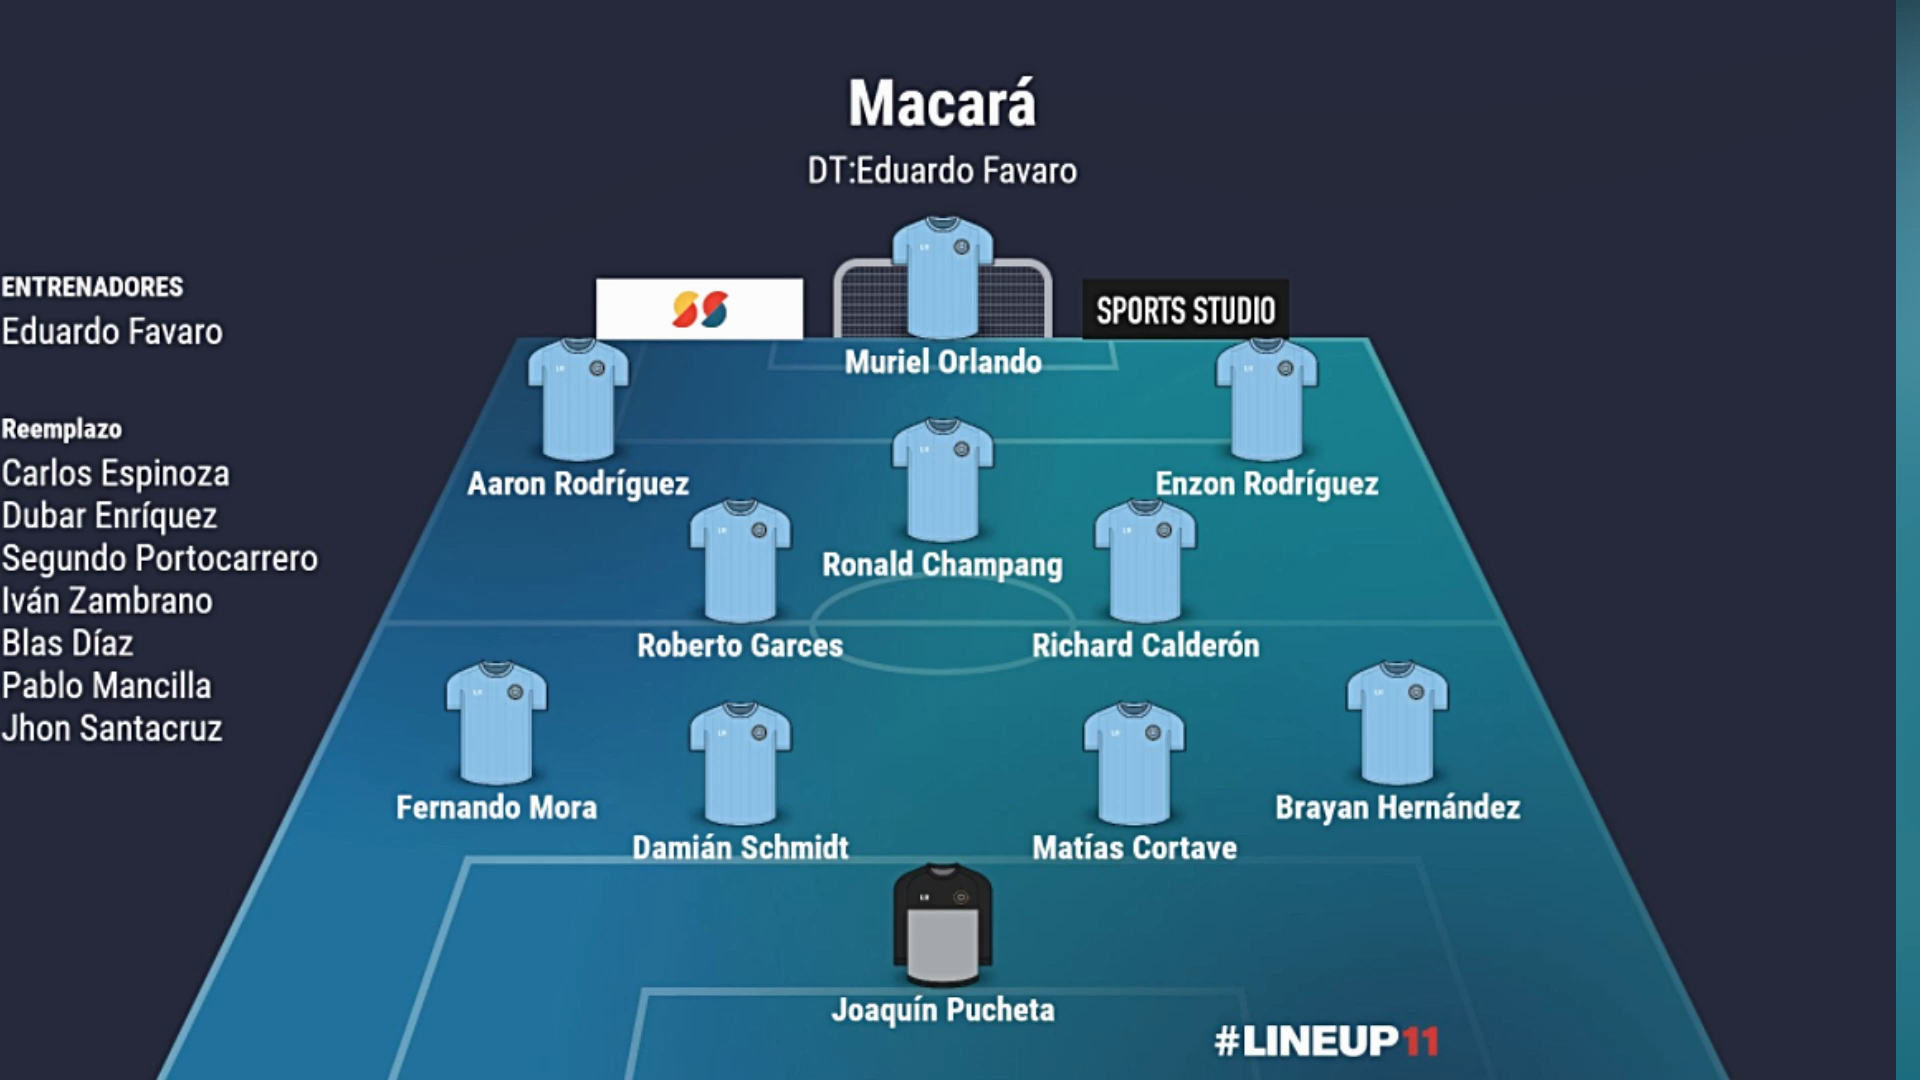 Macará
DT:Eduardo Favaro
ENTRENADORES
Eduardo Favaro
Reemplazo
Carlos Espinoza
Dubar Enríquez
Segundo Portocarrero
Iván Zambrano
Blas Díaz
Pablo Mancilla
Jhon Santacruz
SPORTS STUDIO
Muriel Orlando
Aaron Rodríguez
Enzon Rodríguez
Ronald Champang
Roberto Garces
Richard Calderón
Fernando Mora
Brayan Hernández
Damián Schmidt
Matías Cortave
Joaquín Pucheta
#LINEUP11